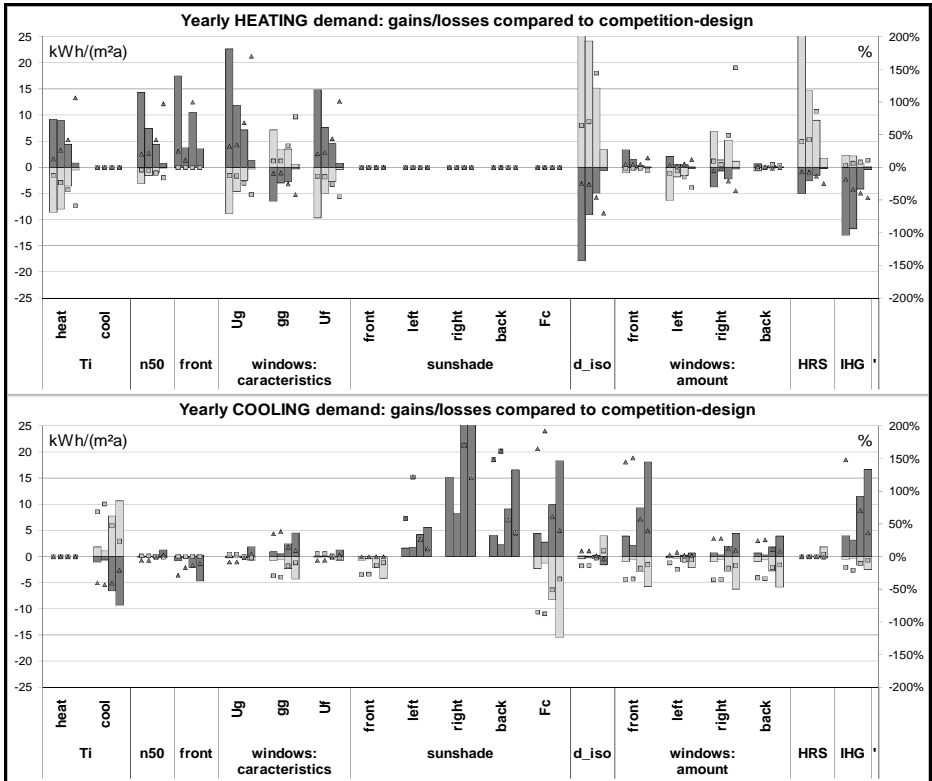 Yearly HEATING demand: gains/losses compared to competition-design
25 kWh/(m²a) % 200%
20 150%
15 100%
10 50%
5
0 0%
-5
-10 -50%
-15 -100%
-20 -150%
-25 -200%
heat cool Ug gg Uf front left right back Fc front left right back
Ti n50 front windows: caracteristics sunshade d_iso windows: amount HRS IHG '
Yearly COOLING demand: gains/losses compared to competition-design
25 kWh/(m²a) % 200%
20 150%
15 100%
10 50%
5
0 0%
-5
-10 -50%
-15 -100%
-20 -150%
-25 -200%
heat cool Ug gg Uf front left right back Fc front left right back
Ti n50 front windows: caracteristics sunshade d_iso windows: amount HRS IHG '